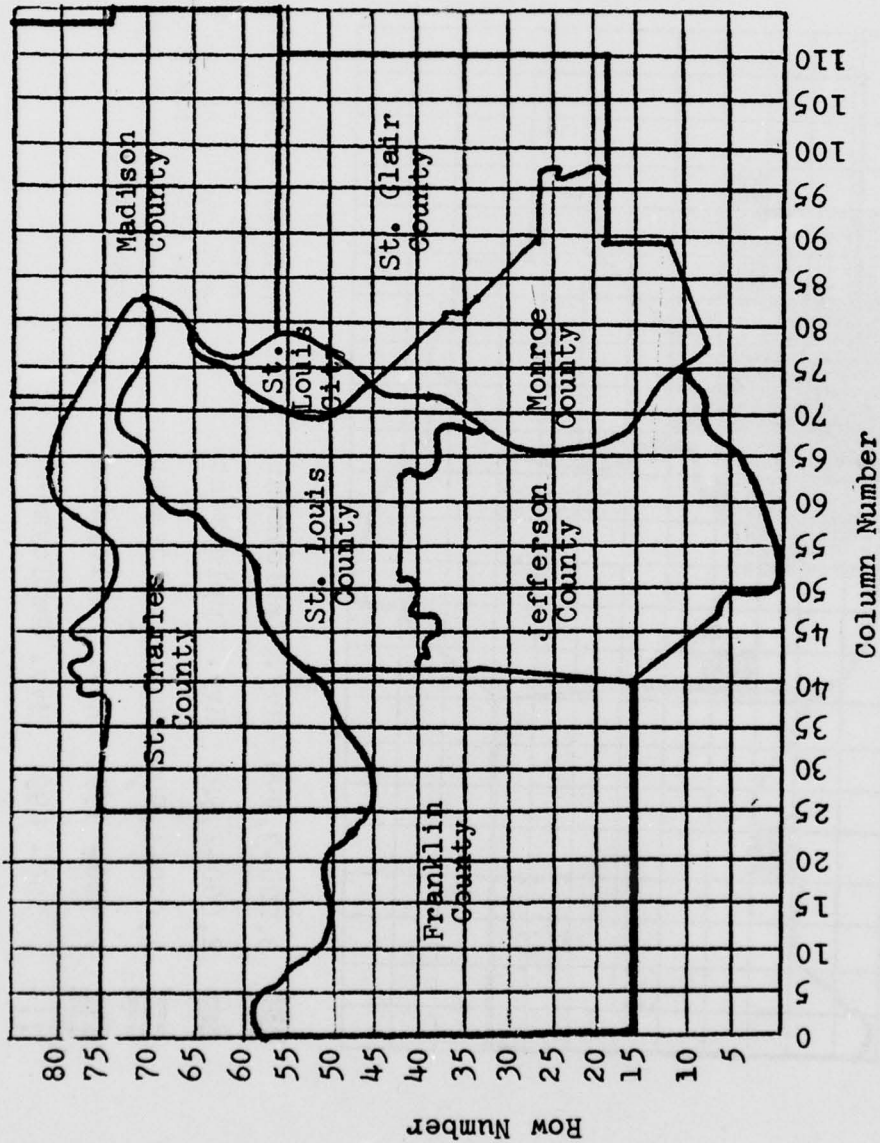 Madison
County
St. Clair
County
St.
Louis
City
Monroe
County
St. Louis
County
Jefferson
County
St. Charles
County
Franklin
County
80 75 70 65 60 55 50 45 40 35 30 25 20 15 10 5
Row Number
0 5 10 15 20 25 30 35 40 45 50 55 60 65 70 75 80 85 90 95 100 105 110
Column Number